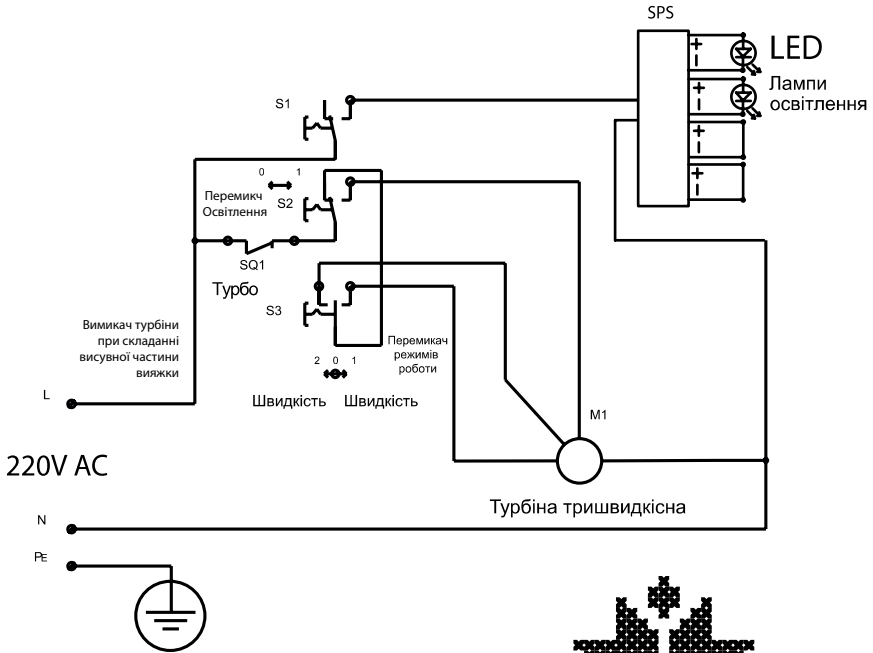 SPS
LED
Лампи
освітлення
S1
0 1
Перемикч
Освітлення
S2
SQ1
Турбо
S3
Вимикач турбіни
при складанні
висувної частини
вияжки
Перемикач
режимів
роботи
2 0 1
Швидкість Швидкість
L
M1
220V AC
Турбіна тришвидкісна
N
PE